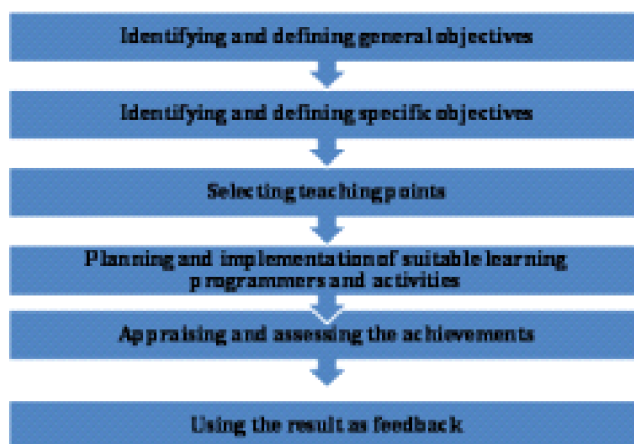 Identifying and defining general objectives
Identifying and defining specific objectives
Selecting teaching points
Planning and implementation of suitable learning
programmers and activities
Appraising and assessing the achievements
Using the result as feedback